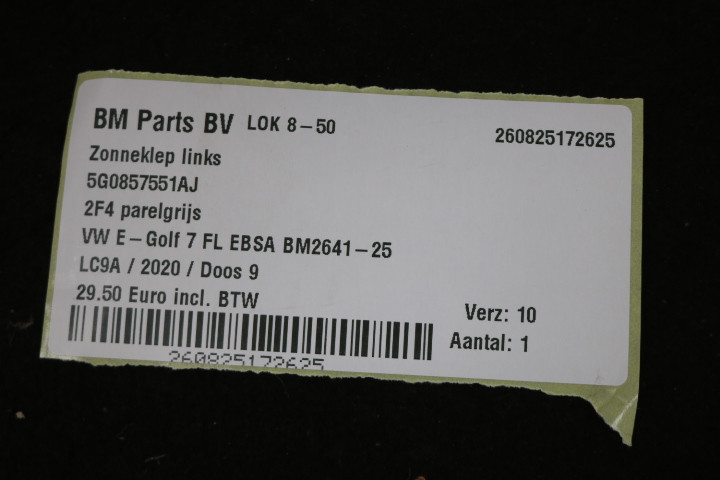 BM Parts BV LOK 8-50
260825172625
Zonneklep links
5G0857551AJ
2F4 parelgrijs
VW E-Golf 7 FL EBSA BM2641-25
LC9A / 2020 / Doos 9
29.50 Euro incl. BTW
Verz: 10
Aantal: 1
260825172625